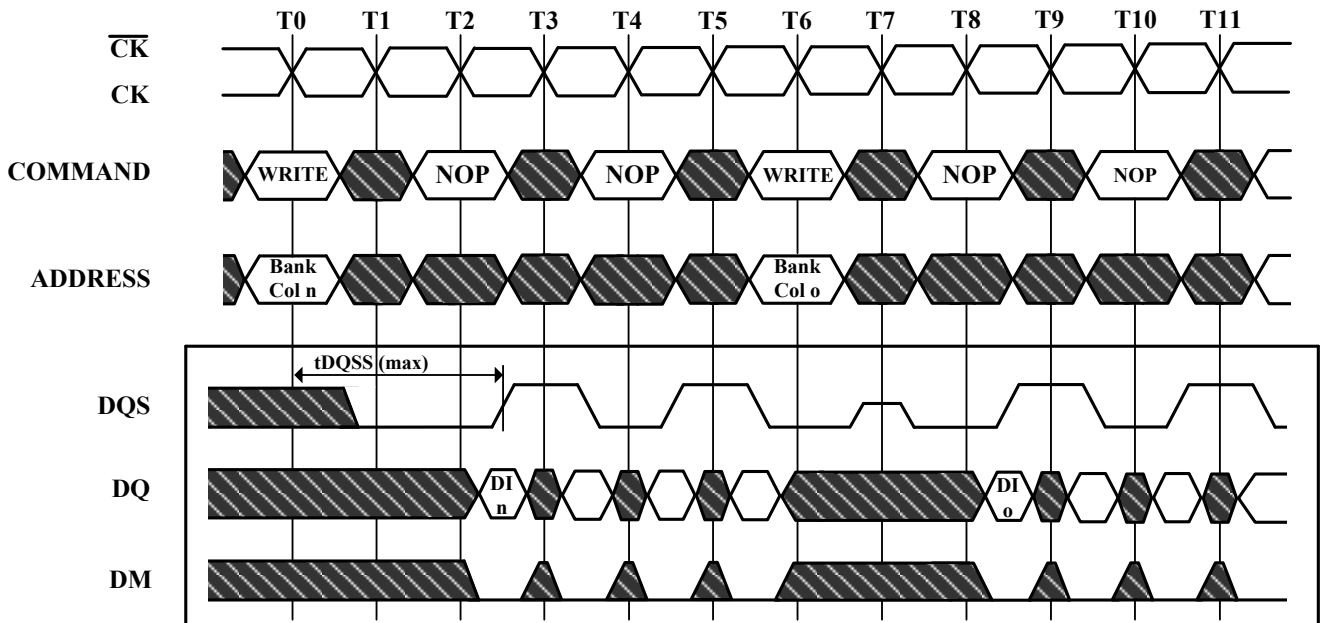 T0 T1 T2 T3 T4 T5 T6 T7 T8 T9 T10 T11
CK
CK
COMMAND WRITE NOP NOP WRITE NOP NOP
ADDRESS Bank Col n Bank Col o
tDQSS (max)
DQS
DQ DI n DI o
DM